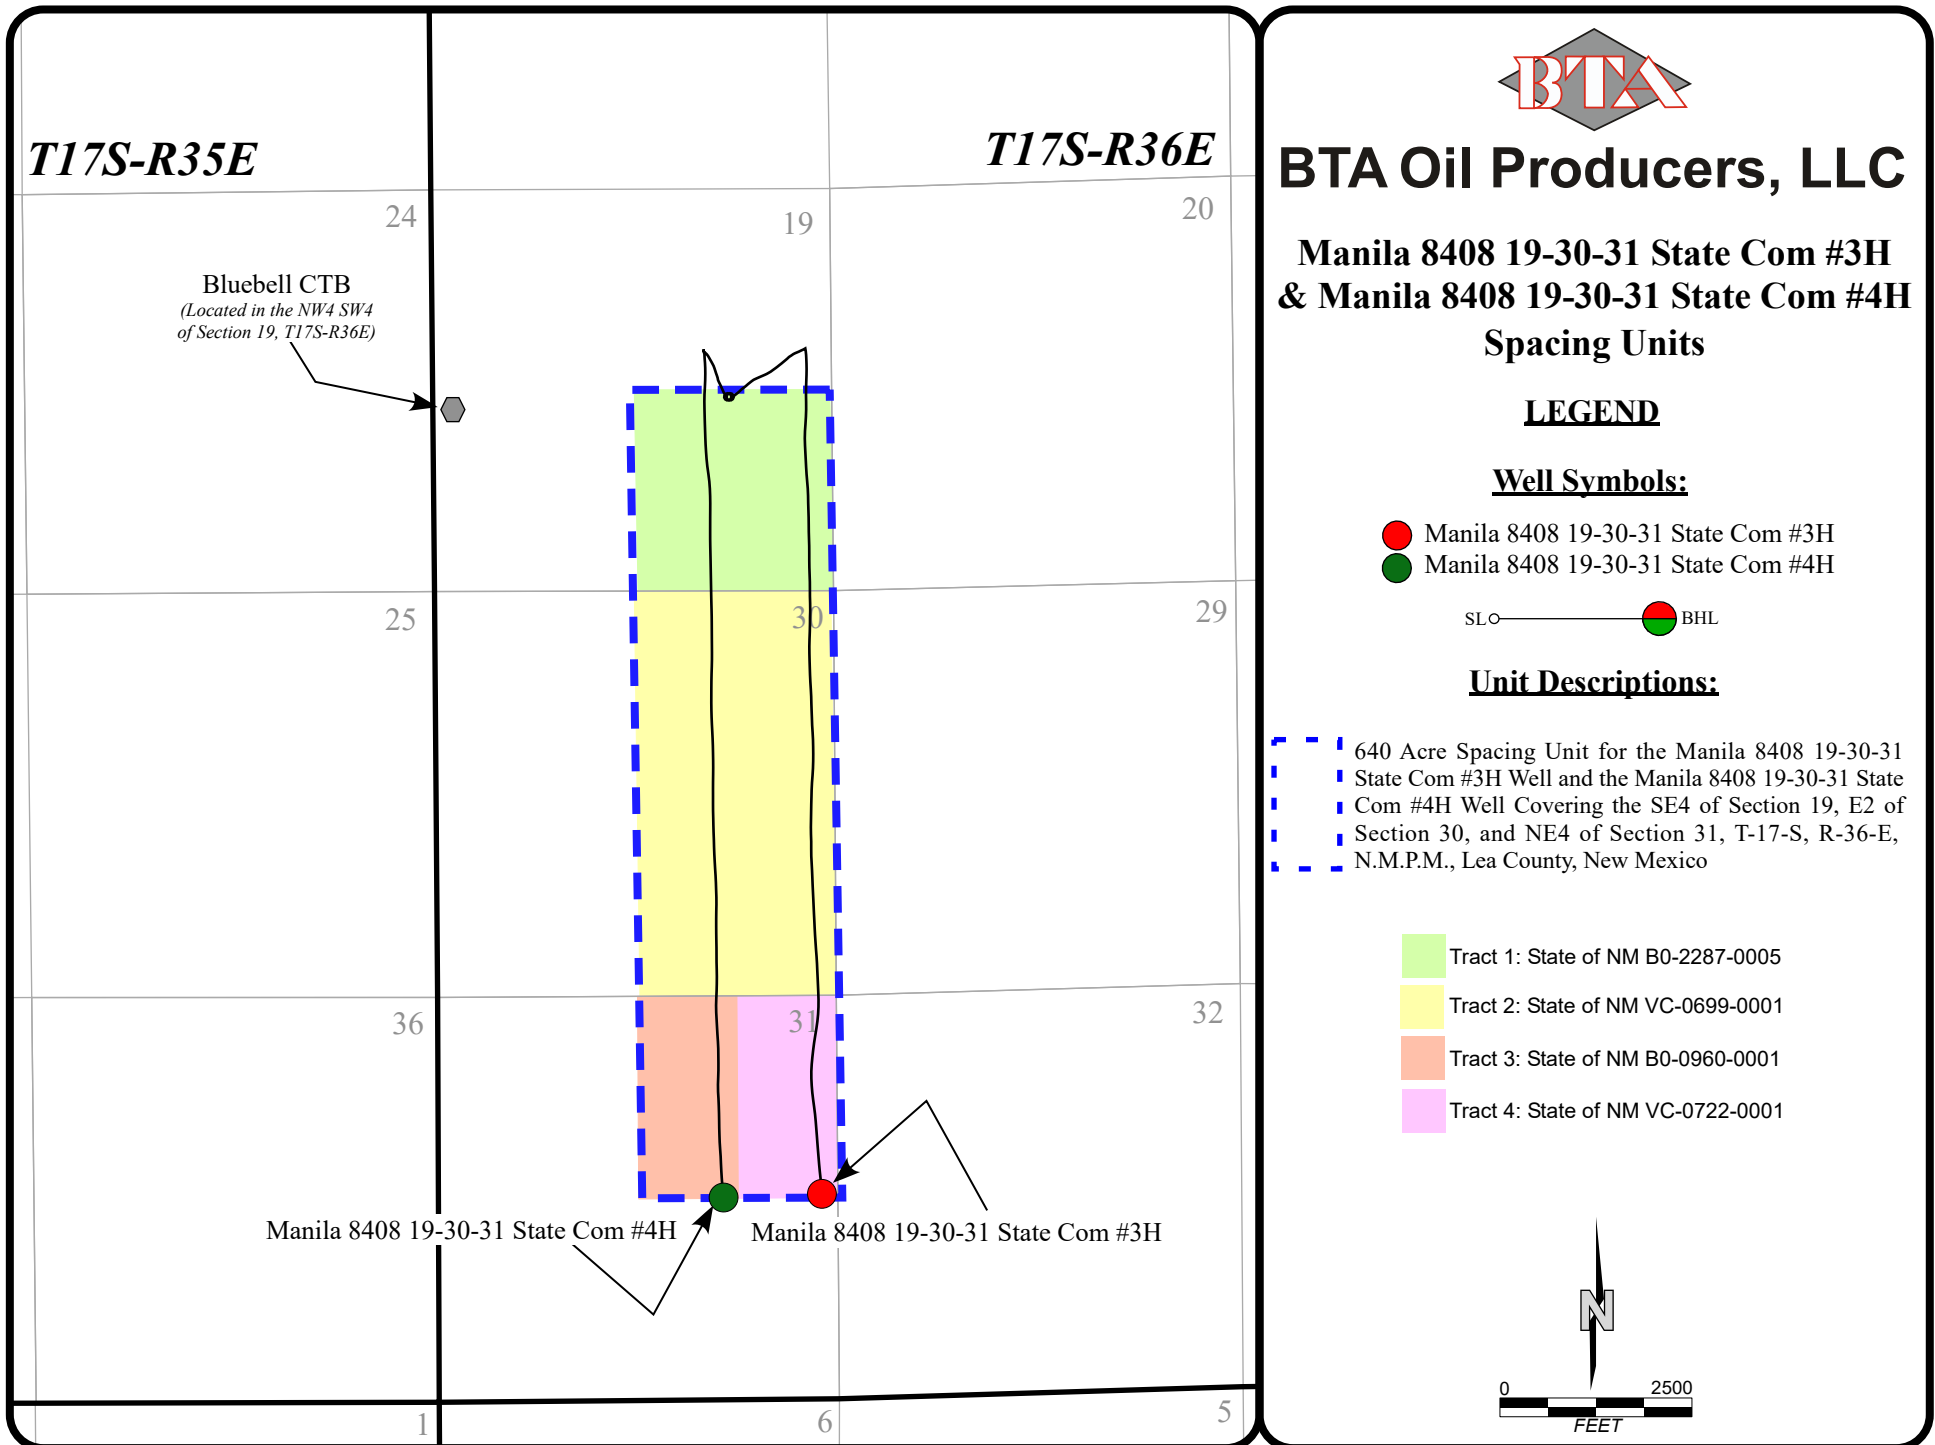 T17S-R35E
T17S-R36E
24
19
20
Bluebell CTB
(Located in the NW4 SW4
of Section 19, T17S-R36E)
25
30
29
36
31
32
Manila 8408 19-30-31 State Com #4H
Manila 8408 19-30-31 State Com #3H
1
6
5
BTA
BTA Oil Producers, LLC
Manila 8408 19-30-31 State Com #3H
& Manila 8408 19-30-31 State Com #4H
Spacing Units
LEGEND
Well Symbols:
Manila 8408 19-30-31 State Com #3H
Manila 8408 19-30-31 State Com #4H
SL
BHL
Unit Descriptions:
640 Acre Spacing Unit for the Manila 8408 19-30-31
State Com #3H Well and the Manila 8408 19-30-31 State
Com #4H Well Covering the SE4 of Section 19, E2 of
Section 30, and NE4 of Section 31, T-17-S, R-36-E,
N.M.P.M., Lea County, New Mexico
Tract 1: State of NM B0-2287-0005
Tract 2: State of NM VC-0699-0001
Tract 3: State of NM B0-0960-0001
Tract 4: State of NM VC-0722-0001
N
0 2500
FEET